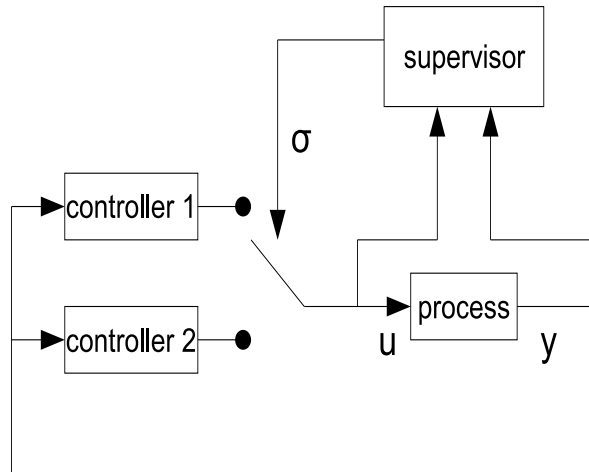 supervisor
σ
controller 1
process
controller 2
u
y